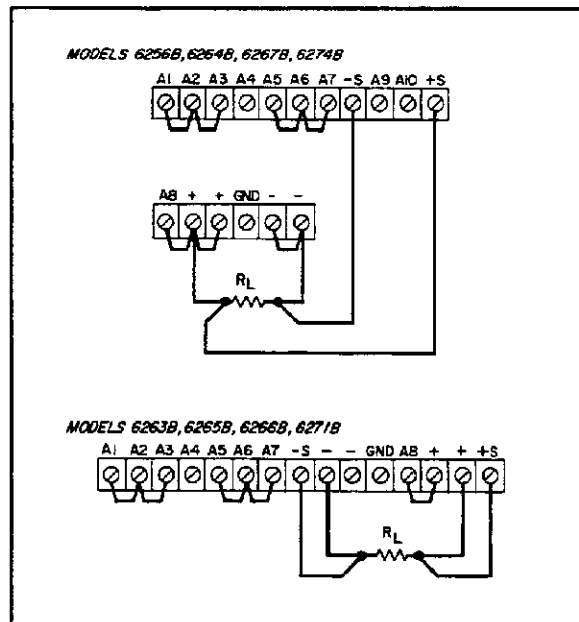 MODELS 6256B, 6264B, 6267B, 6274B
A1 A2 A3 A4 A5 A6 A7 -S A9 A10 +S
A8 + + GND - -
RL
MODELS 6263B, 6265B, 6266B, 6271B
A1 A2 A3 A4 A5 A6 A7 -S - - GND A8 + + +S
RL